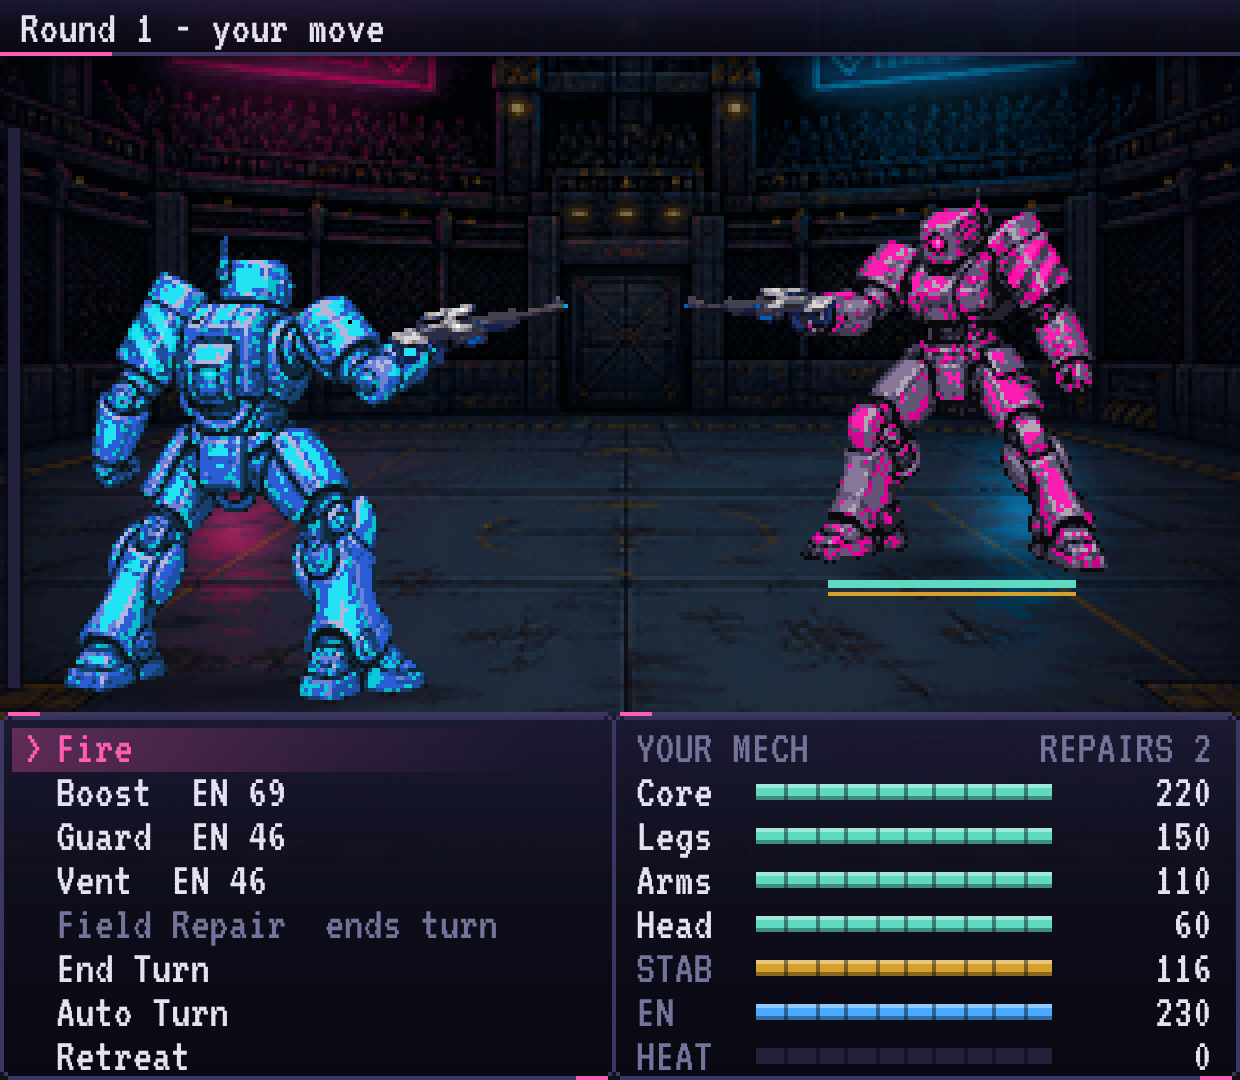 Round 1 - your move
> Fire
Boost EN 69
Guard EN 46
Vent EN 46
Field Repair ends turn
End Turn
Auto Turn
Retreat
YOUR MECH REPAIRS 2
Core 220
Legs 150
Arms 110
Head 60
STAB 116
EN 230
HEAT 0